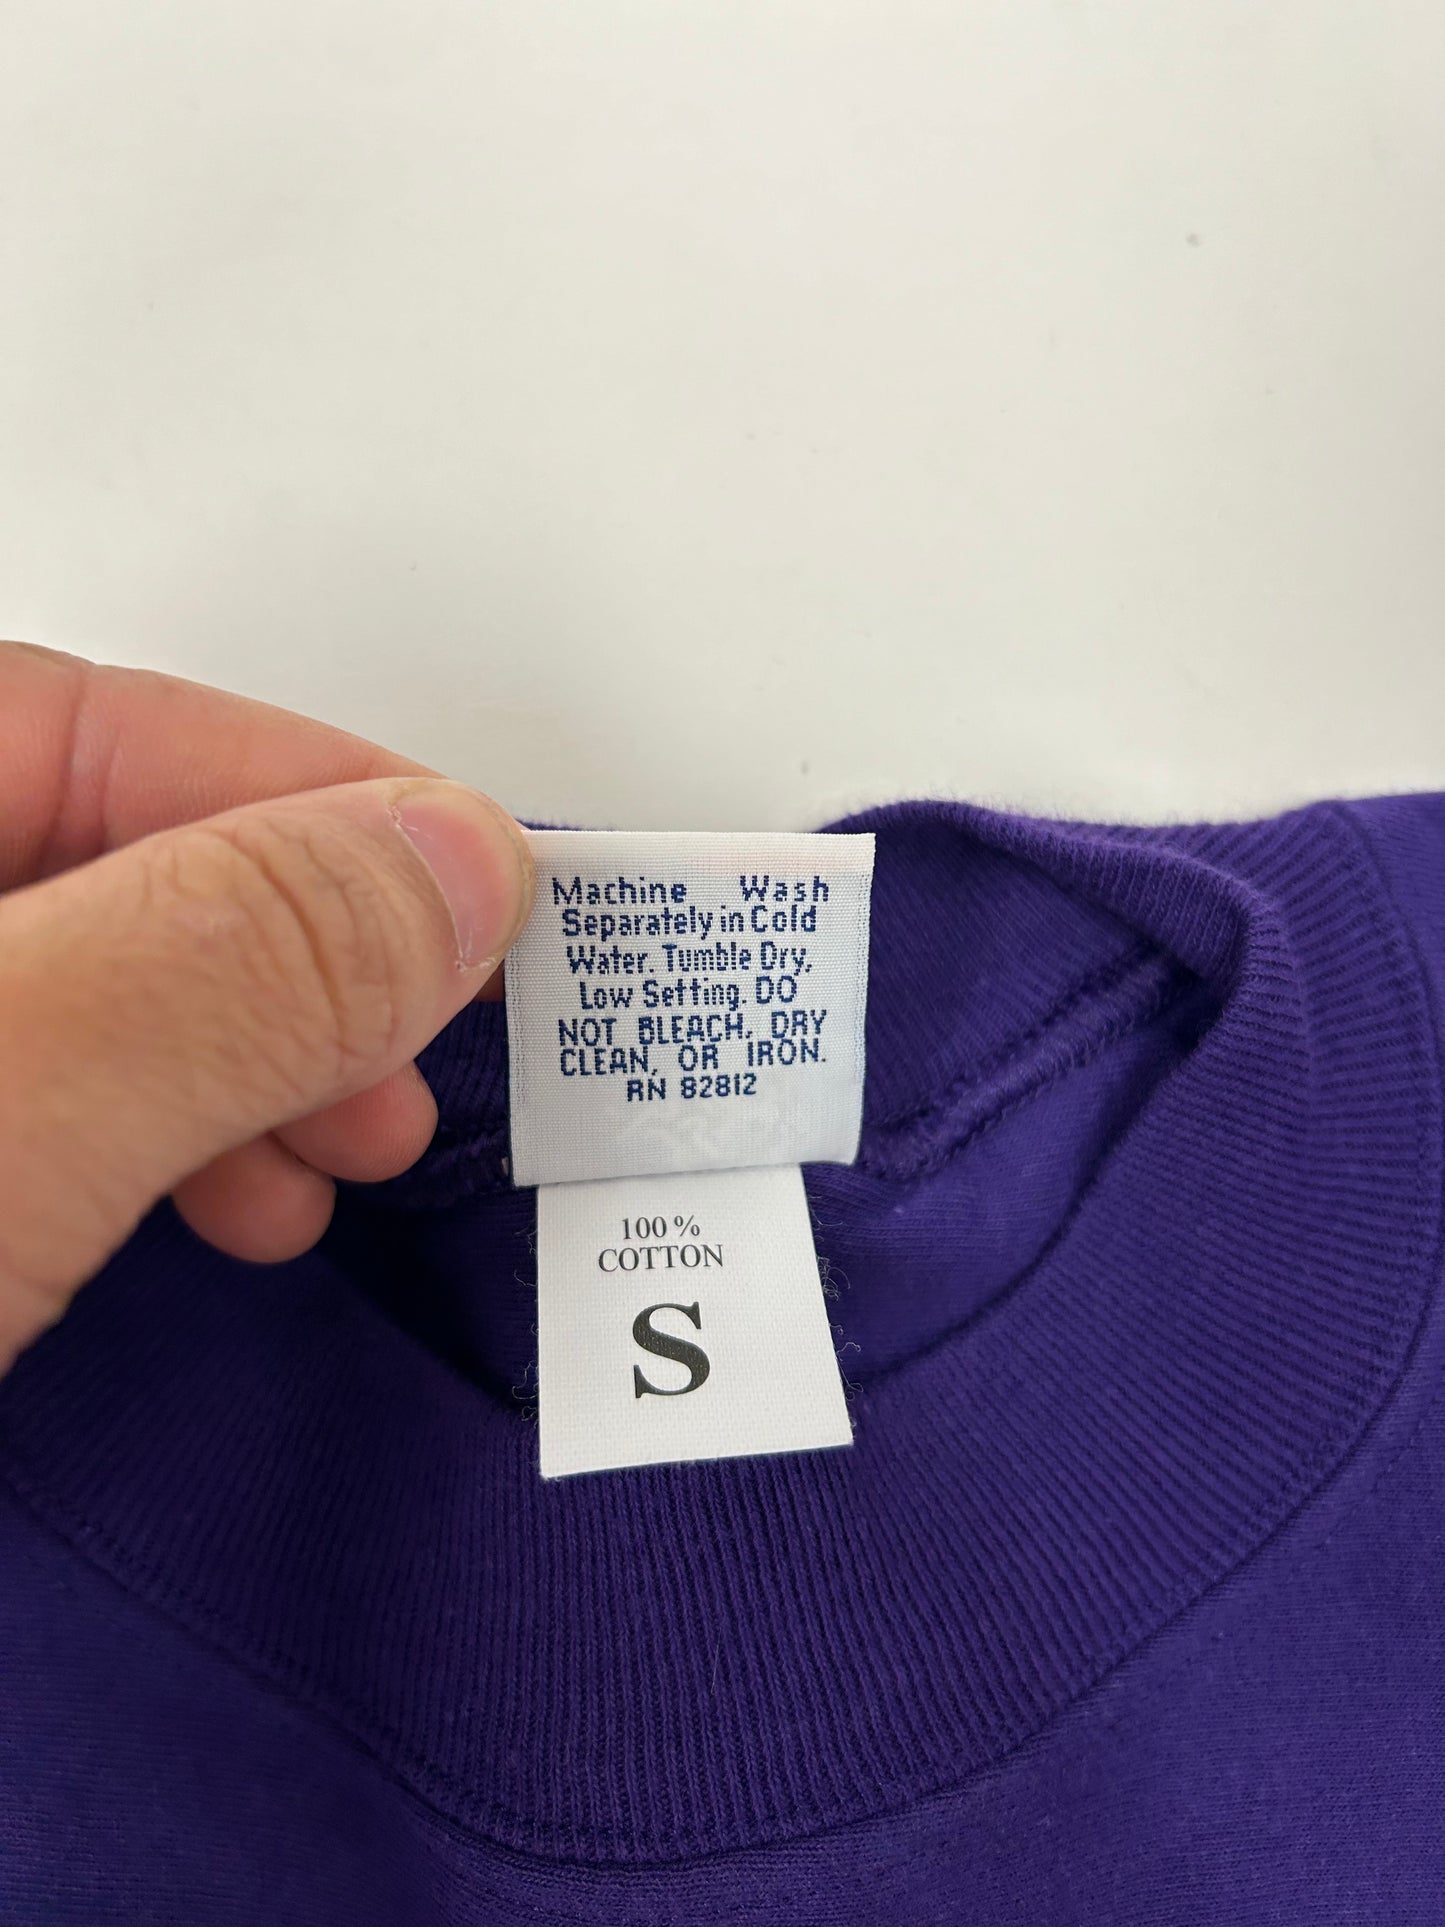 Machine Wash
Separately in Cold
Water. Tumble Dry,
Low Setting. DO
NOT BLEACH, DRY
CLEAN, OR IRON.
RN 82812
100 %
COTTON
S